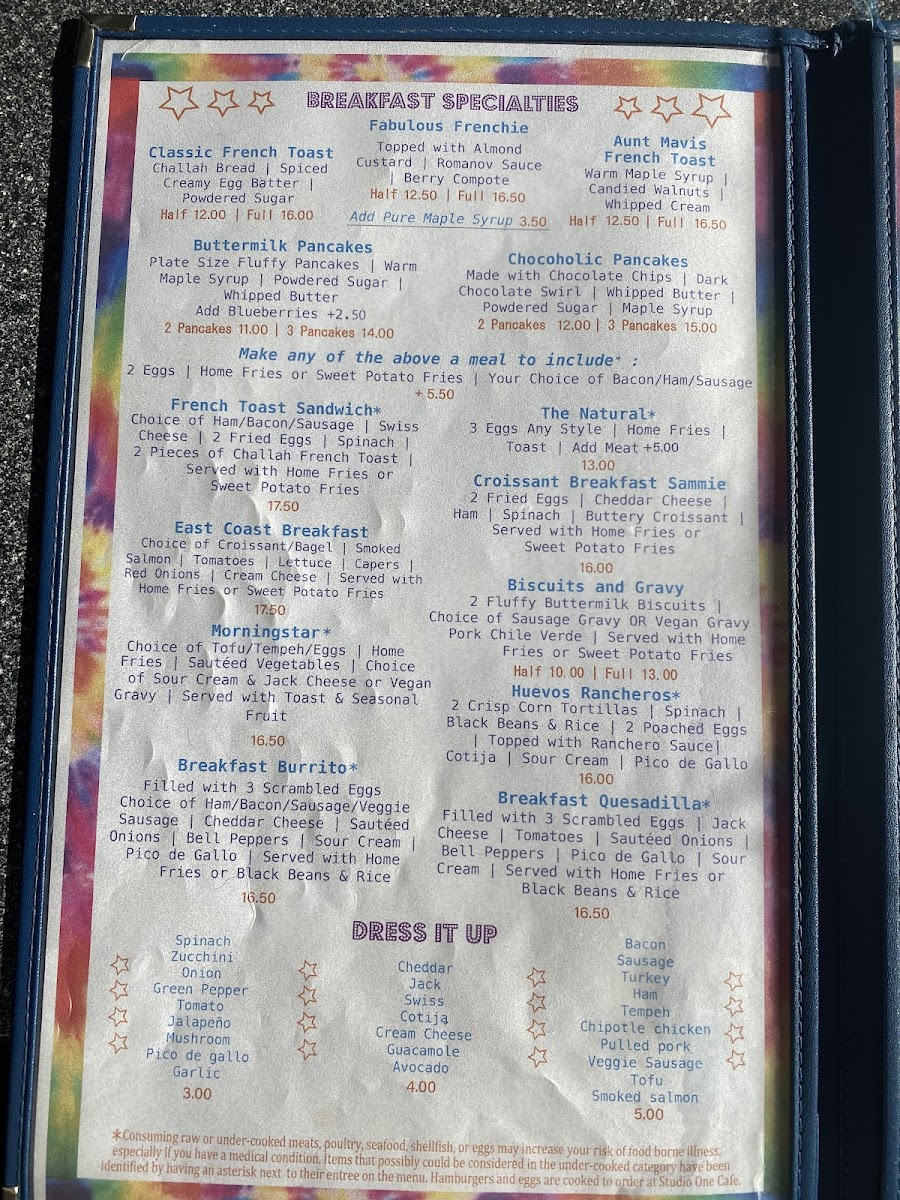 BREAKFAST SPECIALTIES
Classic French Toast
Challah Bread | Spiced
Creamy Egg Batter |
Powdered Sugar
Half 12.00 | Full 16.00
Fabulous Frenchie
Topped with Almond
Custard | Romanov Sauce
| Berry Compote
Half 12.50 | Full 16.50
Add Pure Maple Syrup 3.50
Aunt Mavis
French Toast
Warm Maple Syrup |
Candied Walnuts |
Whipped Cream
Half 12.50 | Full 16.50
Buttermilk Pancakes
Plate Size Fluffy Pancakes | Warm
Maple Syrup | Powdered Sugar |
Whipped Butter
Add Blueberries +2.50
2 Pancakes 11.00 | 3 Pancakes 14.00
Chocoholic Pancakes
Made with Chocolate Chips | Dark
Chocolate Swirl | Whipped Butter |
Powdered Sugar | Maple Syrup
2 Pancakes 12.00 | 3 Pancakes 15.00
Make any of the above a meal to include* :
2 Eggs | Home Fries or Sweet Potato Fries | Your Choice of Bacon/Ham/Sausage
+ 5.50
French Toast Sandwich*
Choice of Ham/Bacon/Sausage | Swiss
Cheese | 2 Fried Eggs | Spinach |
2 Pieces of Challah French Toast |
Served with Home Fries or
Sweet Potato Fries
17.50
East Coast Breakfast
Choice of Croissant/Bagel | Smoked
Salmon | Tomatoes | Lettuce | Capers |
Red Onions | Cream Cheese | Served with
Home Fries or Sweet Potato Fries
17.50
Morningstar*
Choice of Tofu/Tempeh/Eggs | Home
Fries | Sautéed Vegetables | Choice
of Sour Cream & Jack Cheese or Vegan
Gravy | Served with Toast & Seasonal
Fruit
16.50
Breakfast Burrito*
Filled with 3 Scrambled Eggs
Choice of Ham/Bacon/Sausage/Veggie
Sausage | Cheddar Cheese | Sautéed
Onions | Bell Peppers | Sour Cream |
Pico de Gallo | Served with Home
Fries or Black Beans & Rice
16.50
The Natural*
3 Eggs Any Style | Home Fries |
Toast | Add Meat +5.00
13.00
Croissant Breakfast Sammie
2 Fried Eggs | Cheddar Cheese |
Ham | Spinach | Buttery Croissant |
Served with Home Fries or
Sweet Potato Fries
16.00
Biscuits and Gravy
2 Fluffy Buttermilk Biscuits |
Choice of Sausage Gravy OR Vegan Gravy
Pork Chile Verde | Served with Home
Fries or Sweet Potato Fries
Half 10.00 | Full 13.00
Huevos Rancheros*
2 Crisp Corn Tortillas | Spinach |
Black Beans & Rice | 2 Poached Eggs
| Topped with Ranchero Sauce|
Cotija | Sour Cream | Pico de Gallo
16.00
Breakfast Quesadilla*
Filled with 3 Scrambled Eggs | Jack
Cheese | Tomatoes | Sautéed Onions |
Bell Peppers | Pico de Gallo | Sour
Cream | Served with Home Fries or
Black Beans & Rice
16.50
DRESS IT UP
Spinach
Zucchini
Onion
Green Pepper
Tomato
Jalapeño
Mushroom
Pico de gallo
Garlic
3.00
Cheddar
Jack
Swiss
Cotija
Cream Cheese
Guacamole
Avocado
4.00
Bacon
Sausage
Turkey
Ham
Tempeh
Chipotle chicken
Pulled pork
Veggie Sausage
Tofu
Smoked salmon
5.00
*Consuming raw or under-cooked meats, poultry, seafood, shellfish, or eggs may increase your risk of food borne illness,
especially if you have a medical condition. Items that possibly could be considered in the under-cooked category have been
identified by having an asterisk next to their entree on the menu. Hamburgers and eggs are cooked to order at Studio One Cafe.